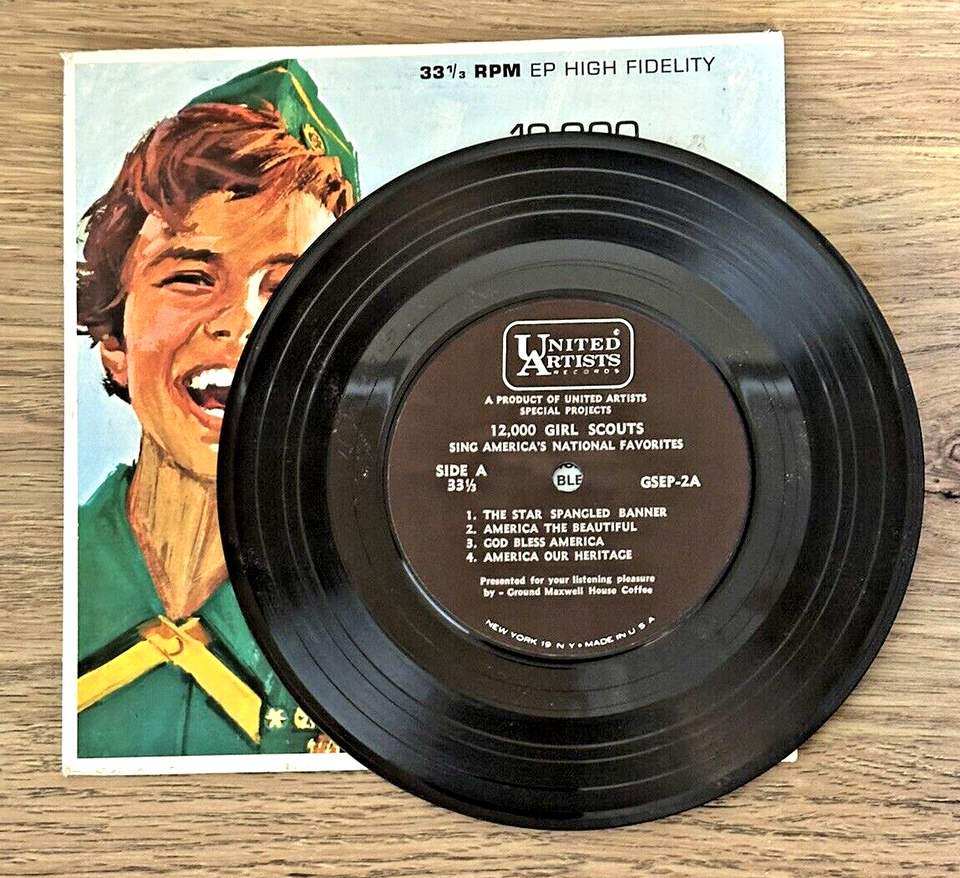 33 1/3 RPM EP HIGH FIDELITY
UNITED ©
ARTISTS
RECORDS
A PRODUCT OF UNITED ARTISTS
SPECIAL PROJECTS
12,000 GIRL SCOUTS
SING AMERICA'S NATIONAL FAVORITES
SIDE A
33⅓
BLE
GSEP-2A
1. THE STAR SPANGLED BANNER
2. AMERICA THE BEAUTIFUL
3. GOD BLESS AMERICA
4. AMERICA OUR HERITAGE
Presented for your listening pleasure
by - Ground Maxwell House Coffee
NEW YORK 19 N Y • MADE IN U S A